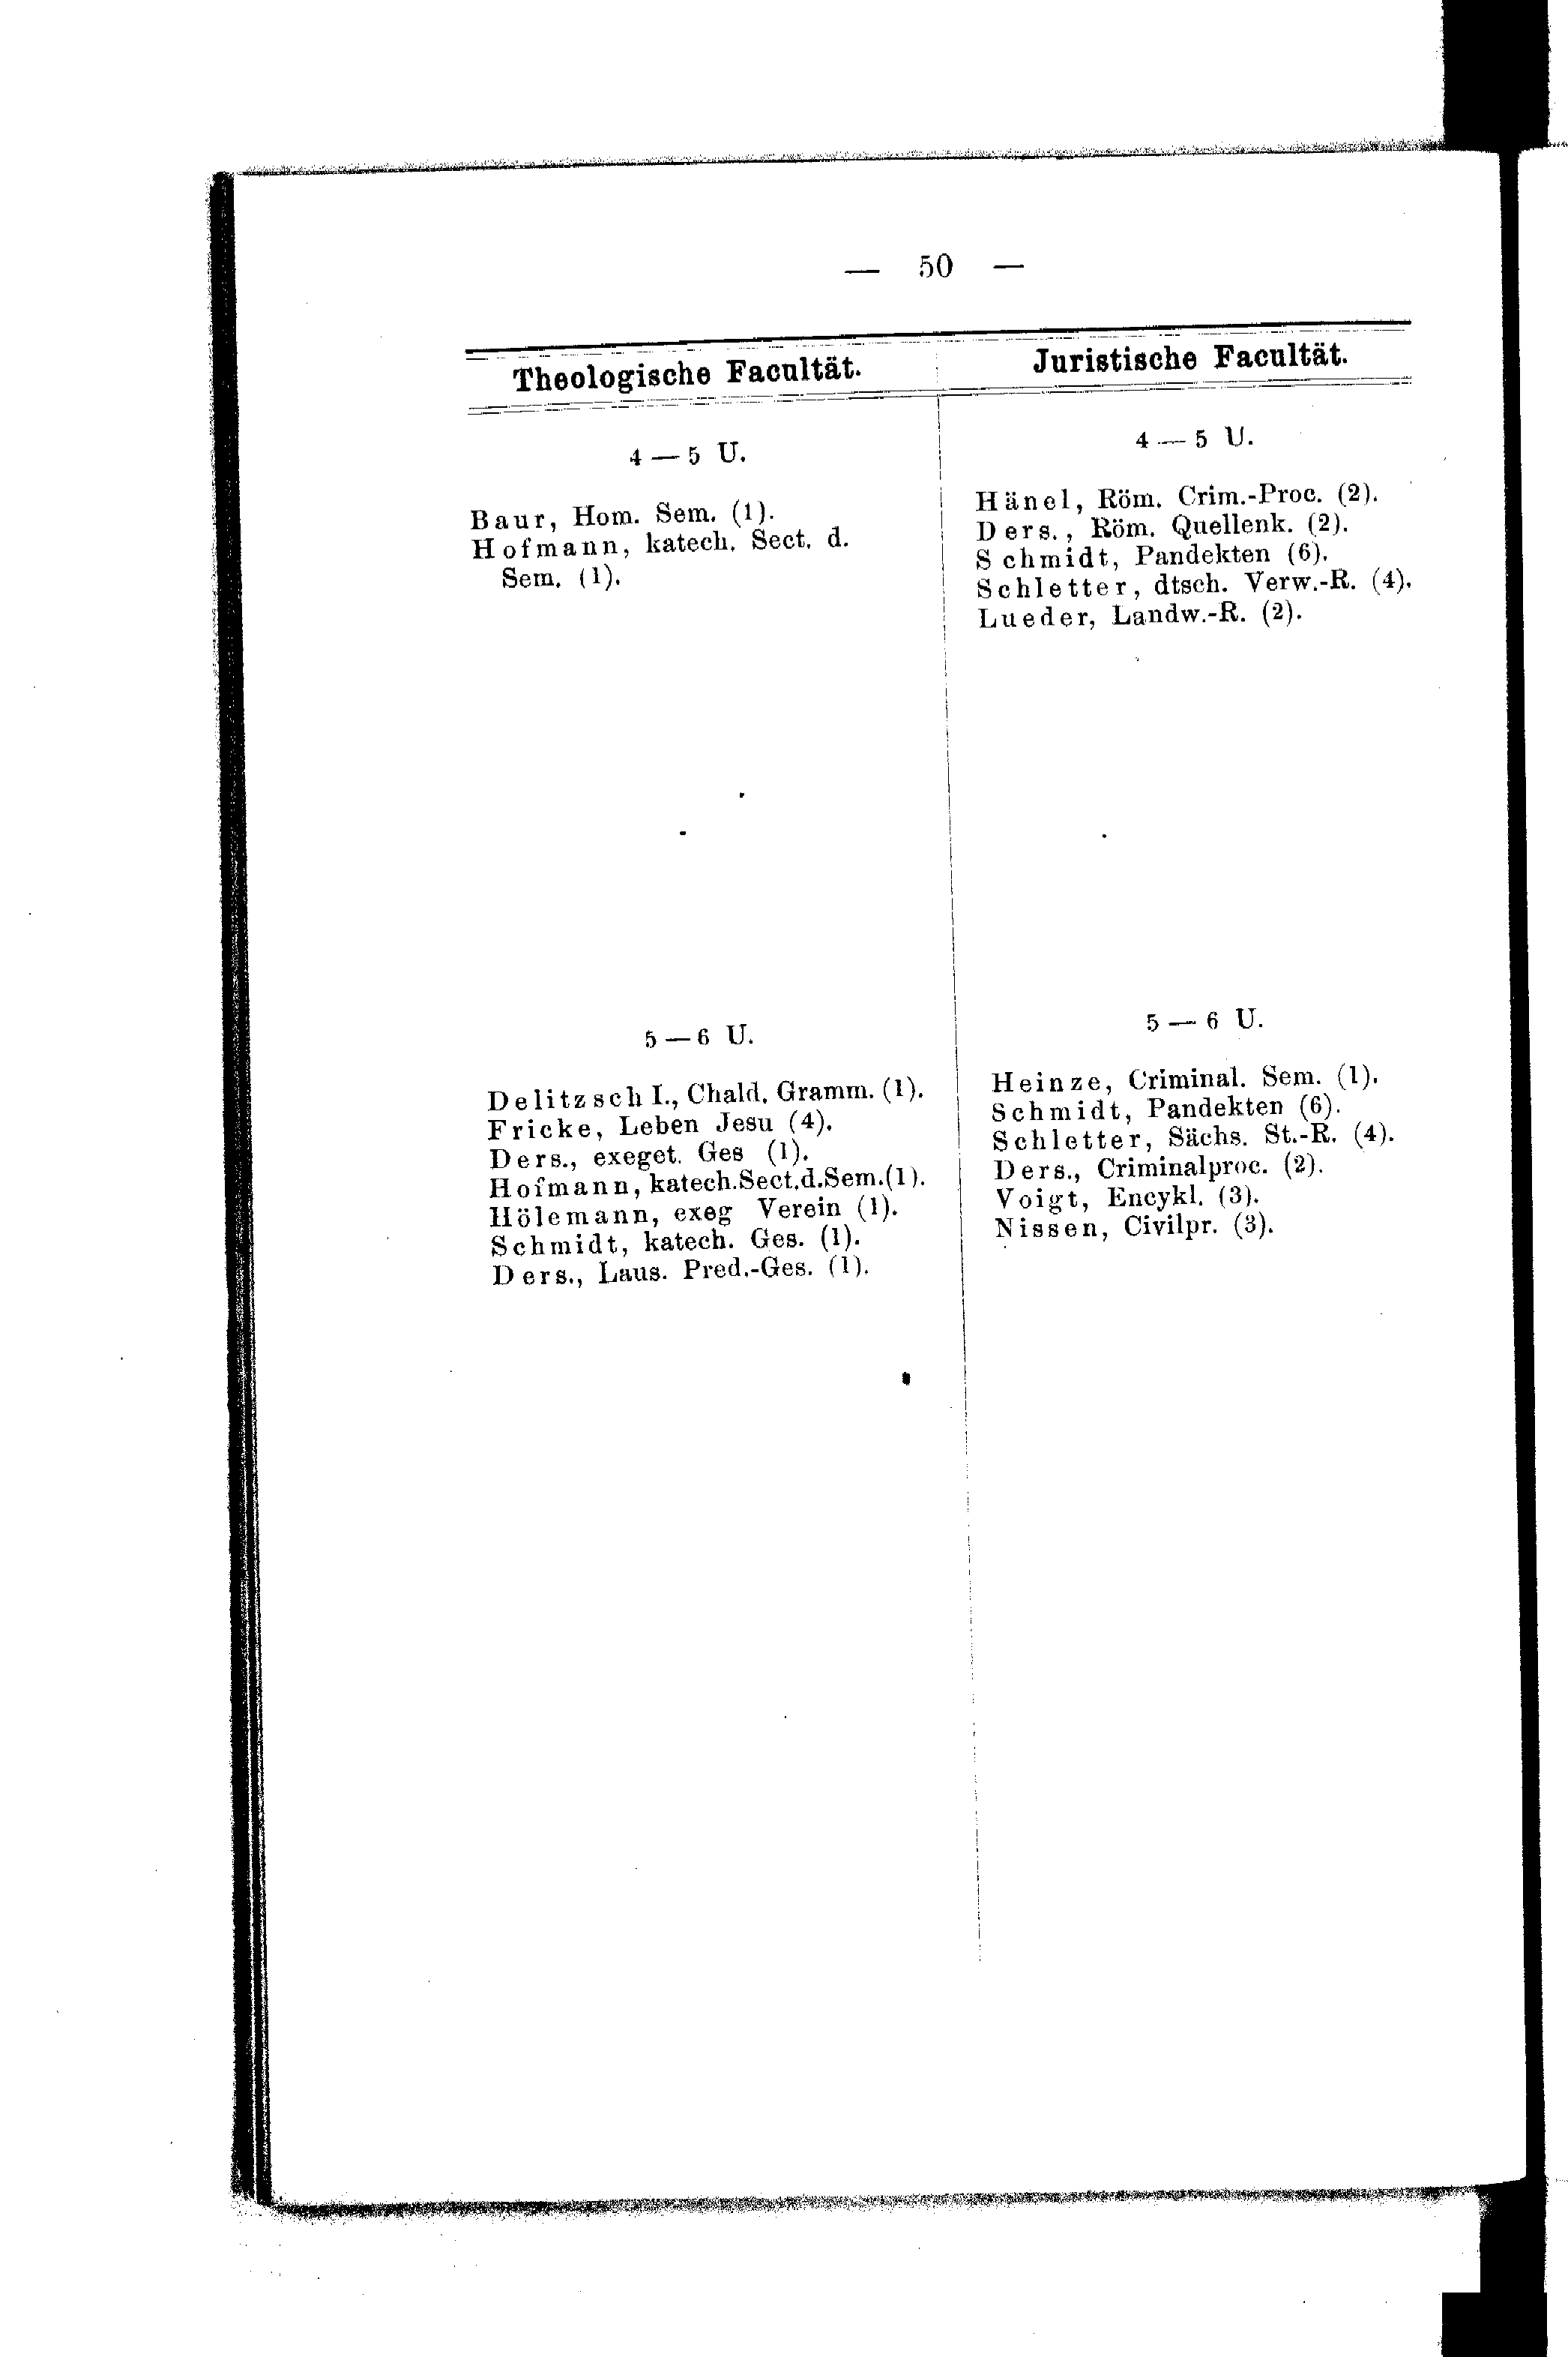 — 50 —
Theologische Facultät.
4 — 5 U.
Baur, Hom. Sem. (1).
Hofmann, katech. Sect. d.
Sem. (1).
5 — 6 U.
Delitzsch I., Chald. Gramm. (1).
Fricke, Leben Jesu (4).
Ders., exeget. Ges (1).
Hofmann, katech.Sect.d.Sem.(1).
Hölemann, exeg Verein (1).
Schmidt, katech. Ges. (1).
Ders., Laus. Pred.-Ges. (1).
Juristische Facultät.
4 — 5 U.
Hänel, Röm. Crim.-Proc. (2).
Ders., Röm. Quellenk. (2).
Schmidt, Pandekten (6).
Schletter, dtsch. Verw.-R. (4).
Lueder, Landw.-R. (2).
5 — 6 U.
Heinze, Criminal. Sem. (1).
Schmidt, Pandekten (6).
Schletter, Sächs. St.-R. (4).
Ders., Criminalproc. (2).
Voigt, Encykl. (3).
Nissen, Civilpr. (3).